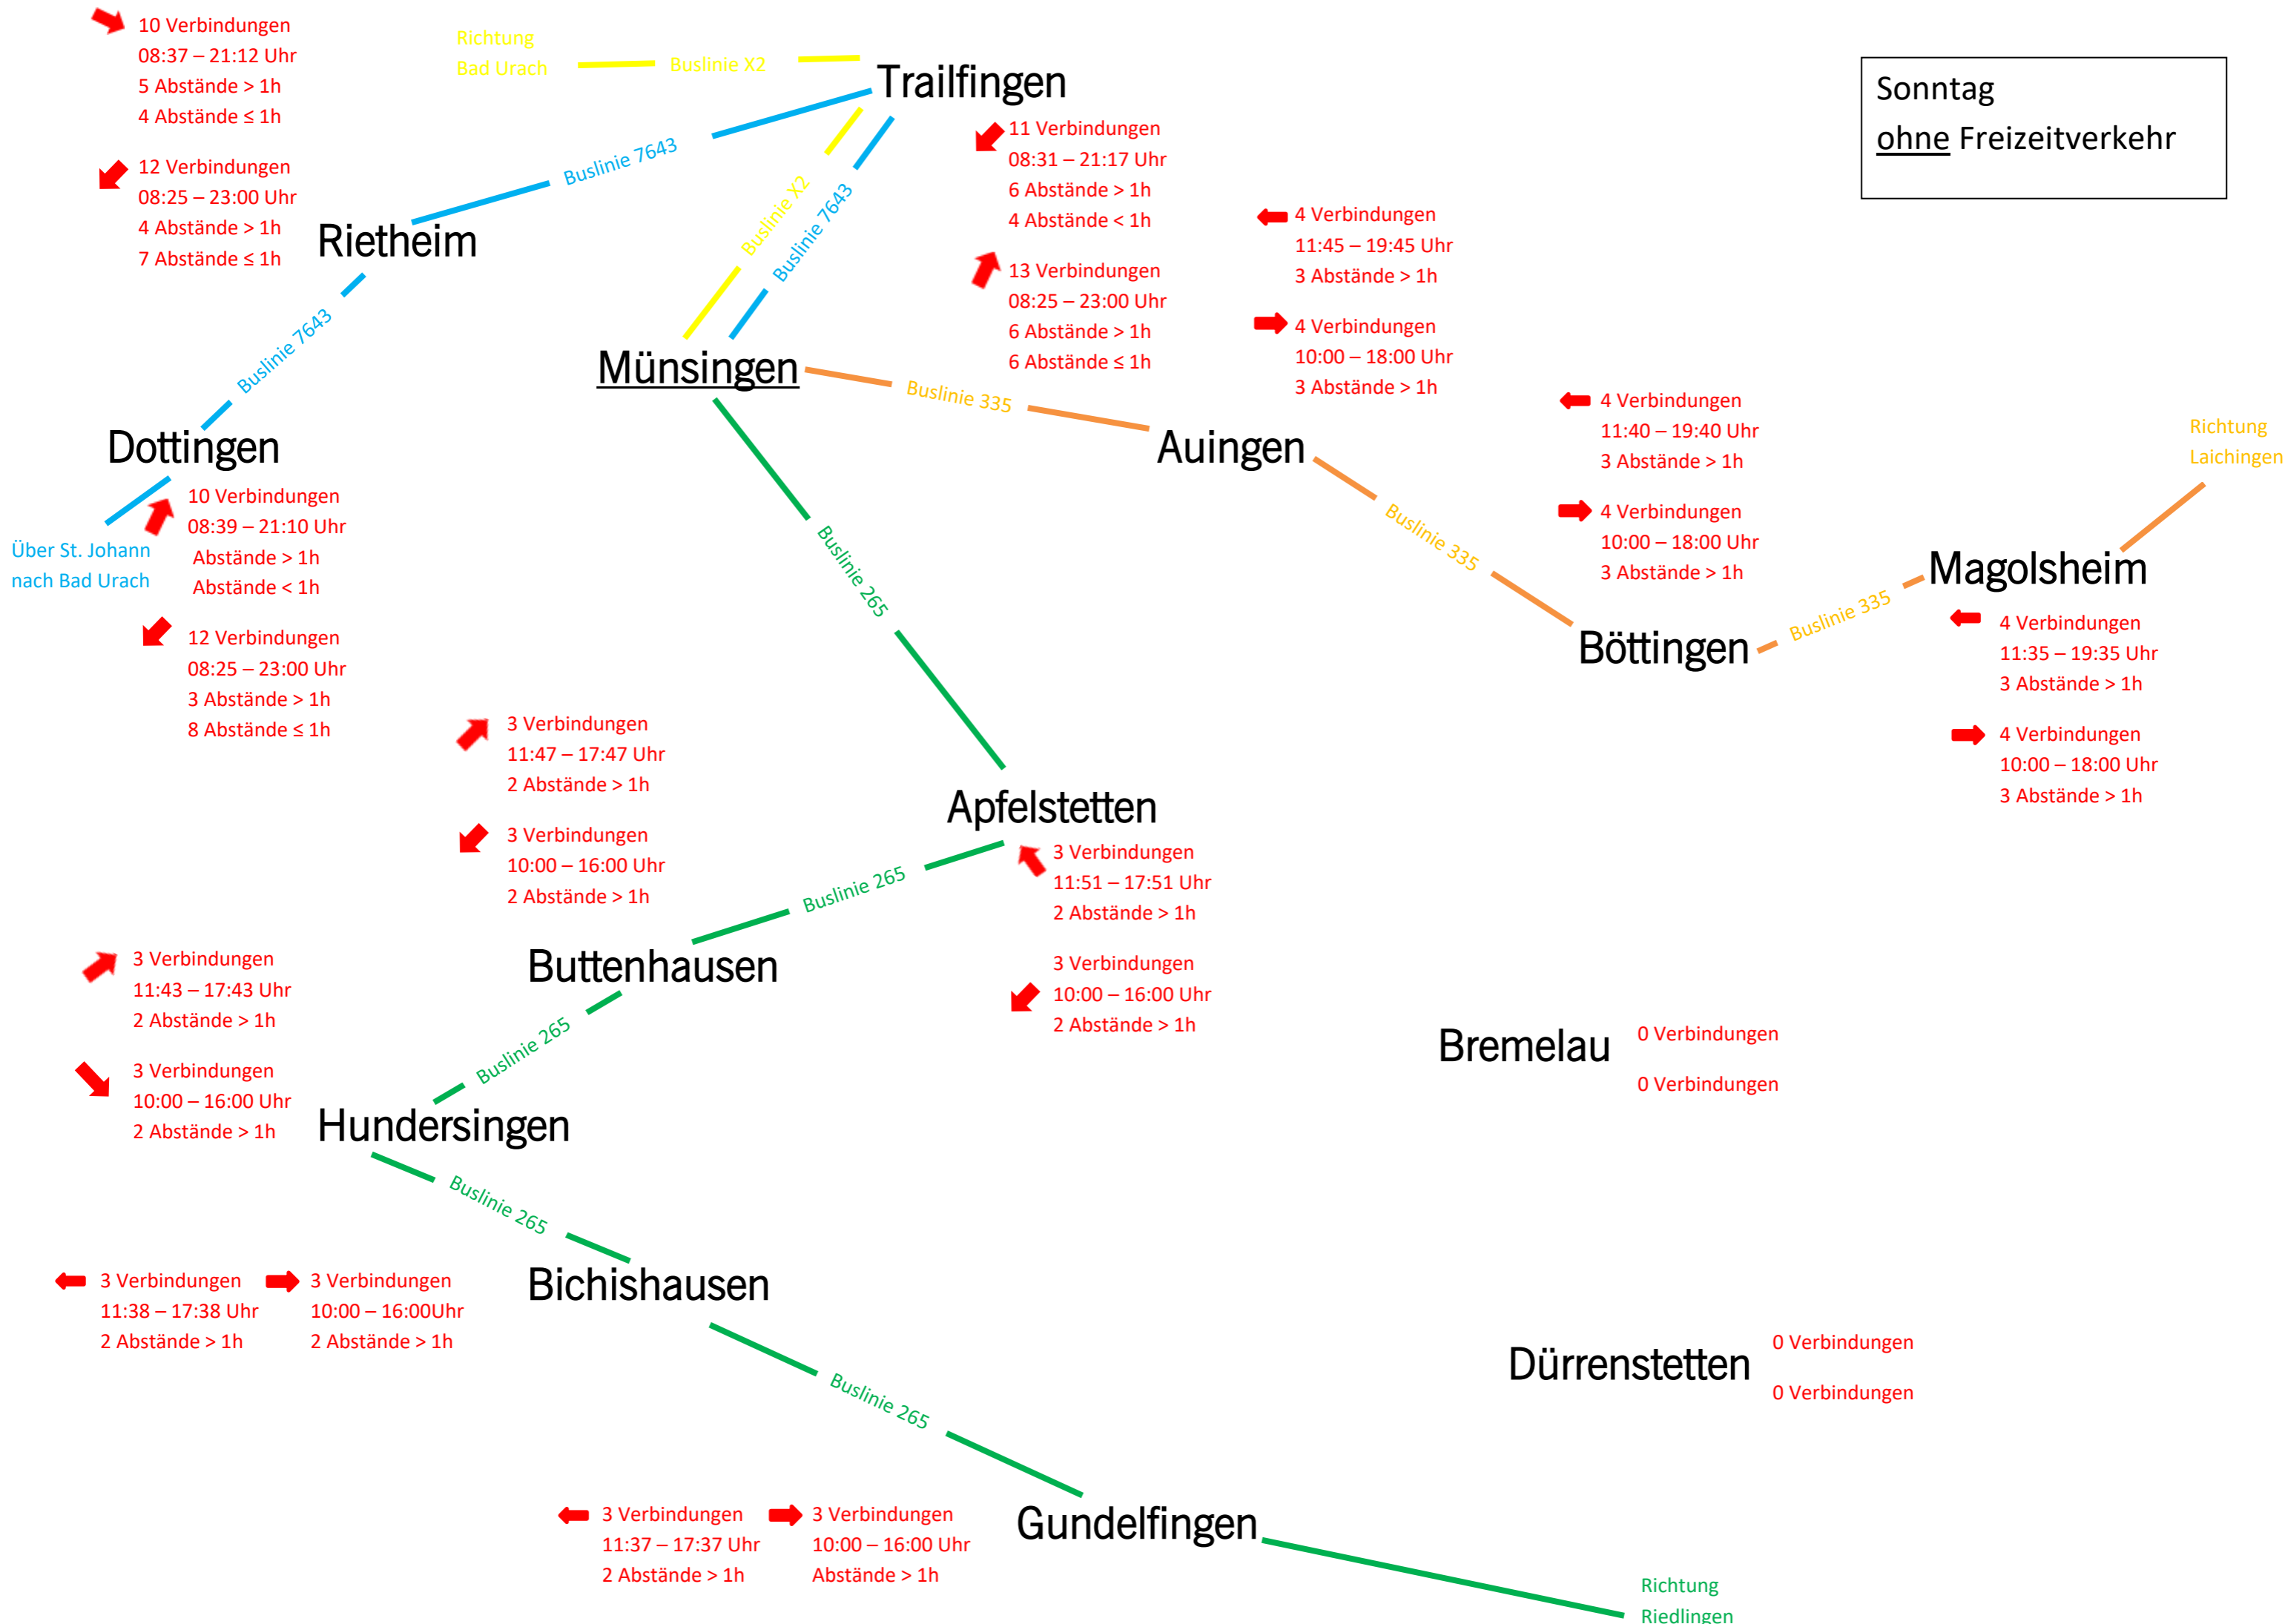 10 Verbindungen
08:37 – 21:12 Uhr
5 Abstände > 1h
4 Abstände ≤ 1h
12 Verbindungen
08:25 – 23:00 Uhr
4 Abstände > 1h
7 Abstände ≤ 1h
Richtung
Bad Urach
Buslinie X2
Trailfingen
11 Verbindungen
08:31 – 21:17 Uhr
6 Abstände > 1h
4 Abstände < 1h
13 Verbindungen
08:25 – 23:00 Uhr
6 Abstände > 1h
6 Abstände ≤ 1h
Sonntag
ohne Freizeitverkehr
Buslinie 7643
Rietheim
Buslinie X2
Buslinie 7643
4 Verbindungen
11:45 – 19:45 Uhr
3 Abstände > 1h
4 Verbindungen
10:00 – 18:00 Uhr
3 Abstände > 1h
Buslinie 7643
Münsingen
Buslinie 335
Auingen
4 Verbindungen
11:40 – 19:40 Uhr
3 Abstände > 1h
4 Verbindungen
10:00 – 18:00 Uhr
3 Abstände > 1h
Richtung
Laichingen
Dottingen
10 Verbindungen
08:39 – 21:10 Uhr
Abstände > 1h
Abstände < 1h
Über St. Johann
nach Bad Urach
12 Verbindungen
08:25 – 23:00 Uhr
3 Abstände > 1h
8 Abstände ≤ 1h
Buslinie 265
Buslinie 335
Böttingen
Buslinie 335
Magolsheim
4 Verbindungen
11:35 – 19:35 Uhr
3 Abstände > 1h
4 Verbindungen
10:00 – 18:00 Uhr
3 Abstände > 1h
3 Verbindungen
11:47 – 17:47 Uhr
2 Abstände > 1h
3 Verbindungen
10:00 – 16:00 Uhr
2 Abstände > 1h
Apfelstetten
3 Verbindungen
11:51 – 17:51 Uhr
2 Abstände > 1h
3 Verbindungen
10:00 – 16:00 Uhr
2 Abstände > 1h
Buslinie 265
Buttenhausen
3 Verbindungen
11:43 – 17:43 Uhr
2 Abstände > 1h
3 Verbindungen
10:00 – 16:00 Uhr
2 Abstände > 1h
Buslinie 265
Hundersingen
Bremelau
0 Verbindungen
0 Verbindungen
Buslinie 265
Bichishausen
3 Verbindungen
11:38 – 17:38 Uhr
2 Abstände > 1h
3 Verbindungen
10:00 – 16:00Uhr
2 Abstände > 1h
Dürrenstetten
0 Verbindungen
0 Verbindungen
Buslinie 265
Gundelfingen
3 Verbindungen
11:37 – 17:37 Uhr
2 Abstände > 1h
3 Verbindungen
10:00 – 16:00 Uhr
Abstände > 1h
Richtung
Riedlingen